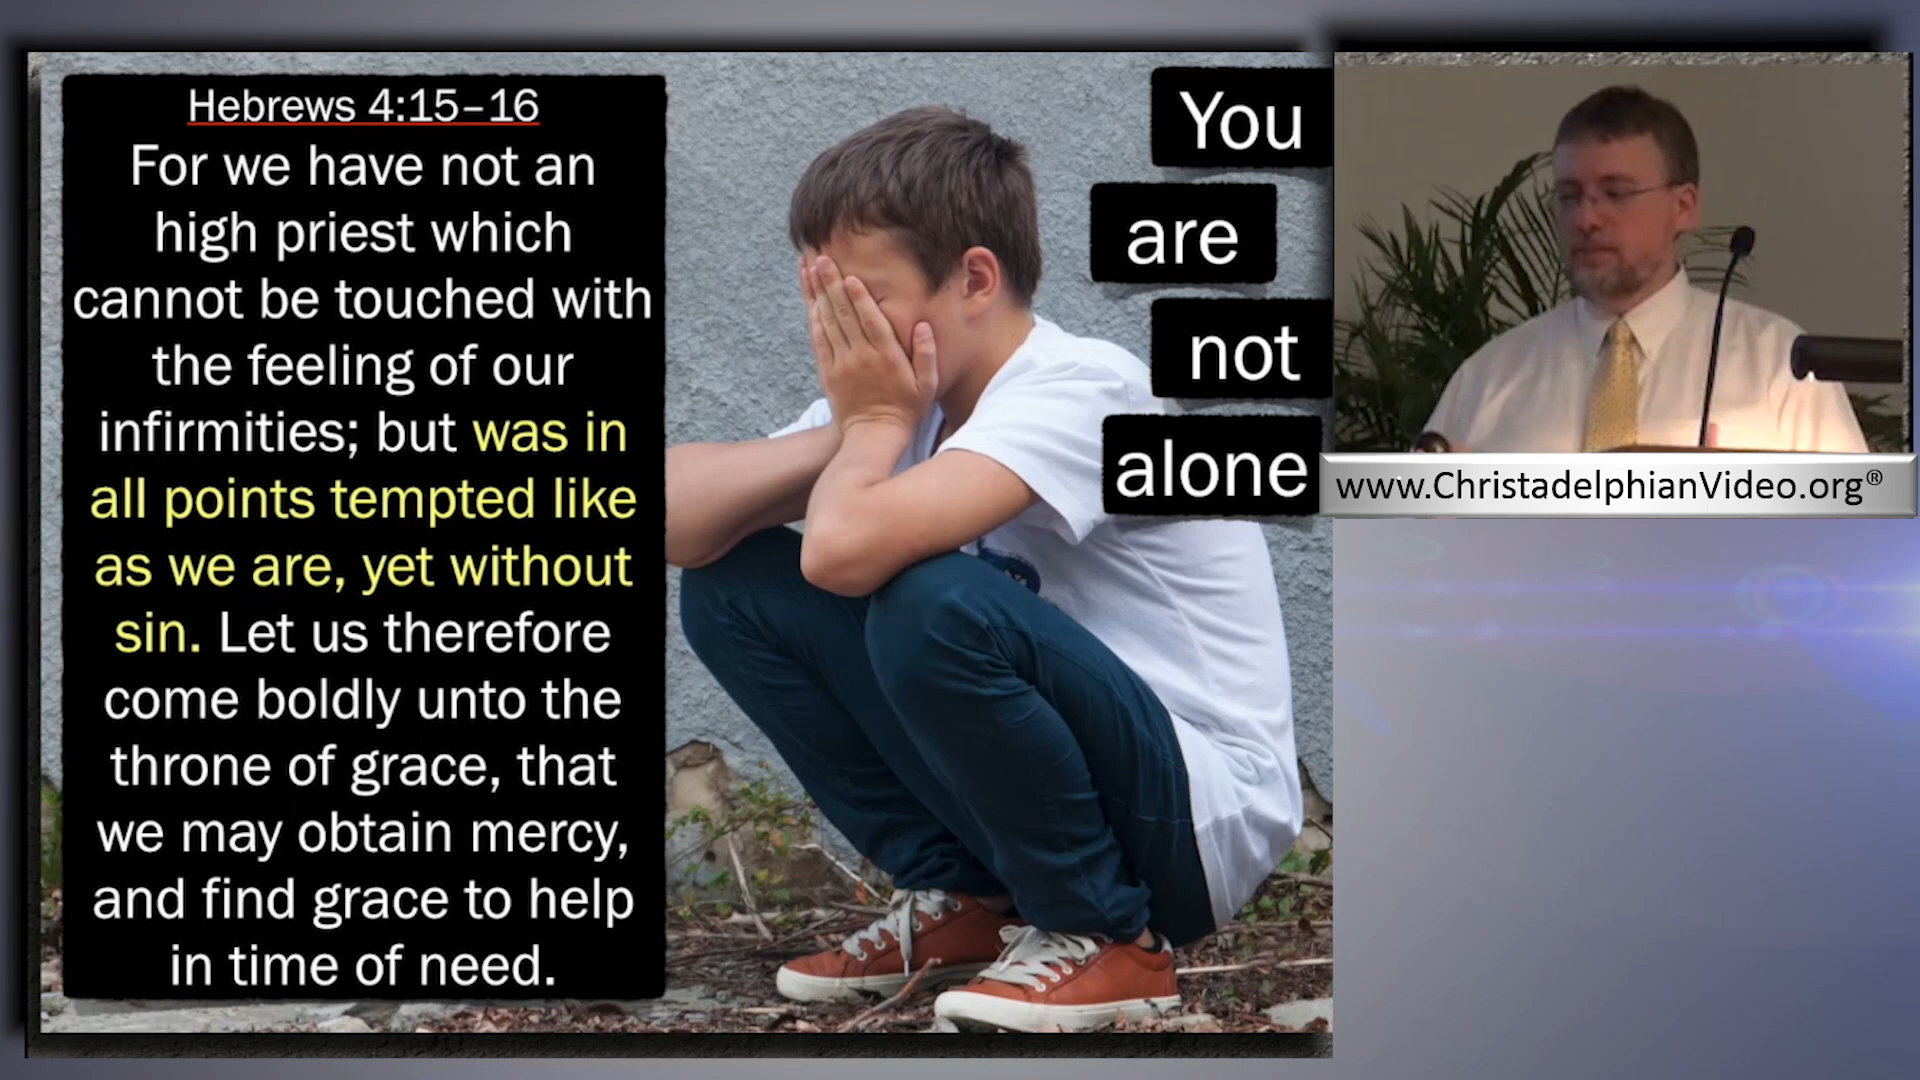 Hebrews 4:15–16
For we have not an
high priest which
cannot be touched with
the feeling of our
infirmities; but was in
all points tempted like
as we are, yet without
sin. Let us therefore
come boldly unto the
throne of grace, that
we may obtain mercy,
and find grace to help
in time of need.
You
are
not
alone
www.ChristadelphianVideo.org®